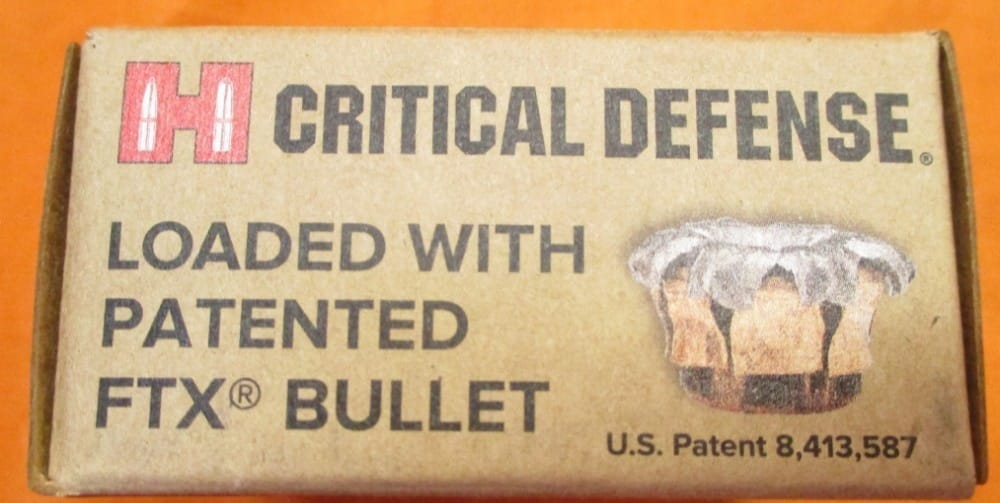 H CRITICAL DEFENSE®
LOADED WITH
PATENTED
FTX® BULLET
U.S. Patent 8,413,587